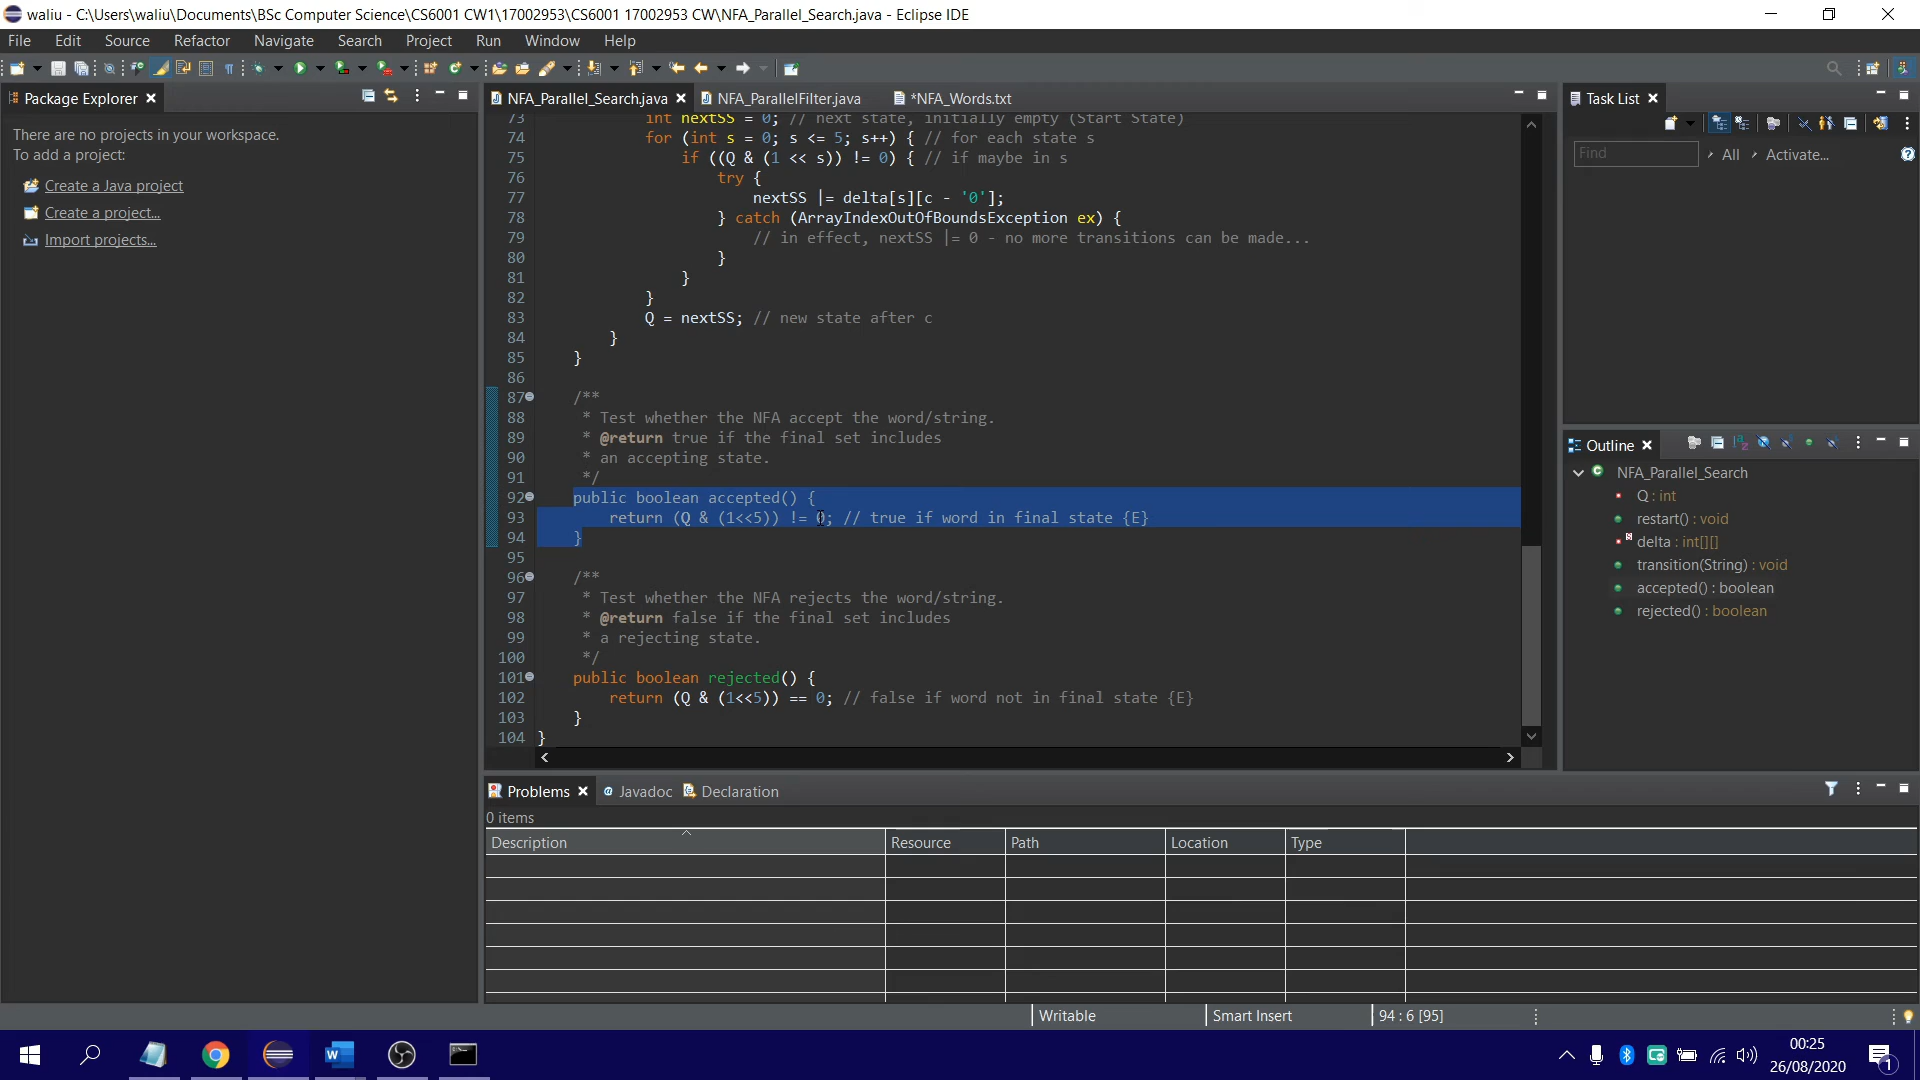 waliu - C:\Users\waliu\Documents\BSc Computer Science\CS6001 CW1\17002953\CS6001 17002953 CW\NFA_Parallel_Search.java - Eclipse IDE
File Edit Source Refactor Navigate Search Project Run Window Help
Package Explorer
There are no projects in your workspace.
To add a project:
Create a Java project
Create a project...
Import projects...
NFA_Parallel_Search.java NFA_ParallelFilter.java *NFA_Words.txt
73 int nextSS = 0; // next state, initially empty (Start State)
74 for (int s = 0; s <= 5; s++) { // for each state s
75 if ((Q & (1 << s)) != 0) { // if maybe in s
76 try {
77 nextSS |= delta[s][c - '0'];
78 } catch (ArrayIndexOutOfBoundsException ex) {
79 // in effect, nextSS |= 0 - no more transitions can be made...
80 }
81 }
82 }
83 Q = nextSS; // new state after c
84 }
85 }
86
87 /**
88 * Test whether the NFA accept the word/string.
89 * @return true if the final set includes
90 * an accepting state.
91 */
92 public boolean accepted() {
93 return (Q & (1<<5)) != 0; // true if word in final state {E}
94 }
95
96 /**
97 * Test whether the NFA rejects the word/string.
98 * @return false if the final set includes
99 * a rejecting state.
100 */
101 public boolean rejected() {
102 return (Q & (1<<5)) == 0; // false if word not in final state {E}
103 }
104 }
Task List
Find All Activate...
Outline
NFA_Parallel_Search
Q : int
restart() : void
delta : int[][]
transition(String) : void
accepted() : boolean
rejected() : boolean
Problems Javadoc Declaration
0 items
Description Resource Path Location Type
Writable Smart Insert 94 : 6 [95]
00:25
26/08/2020
1